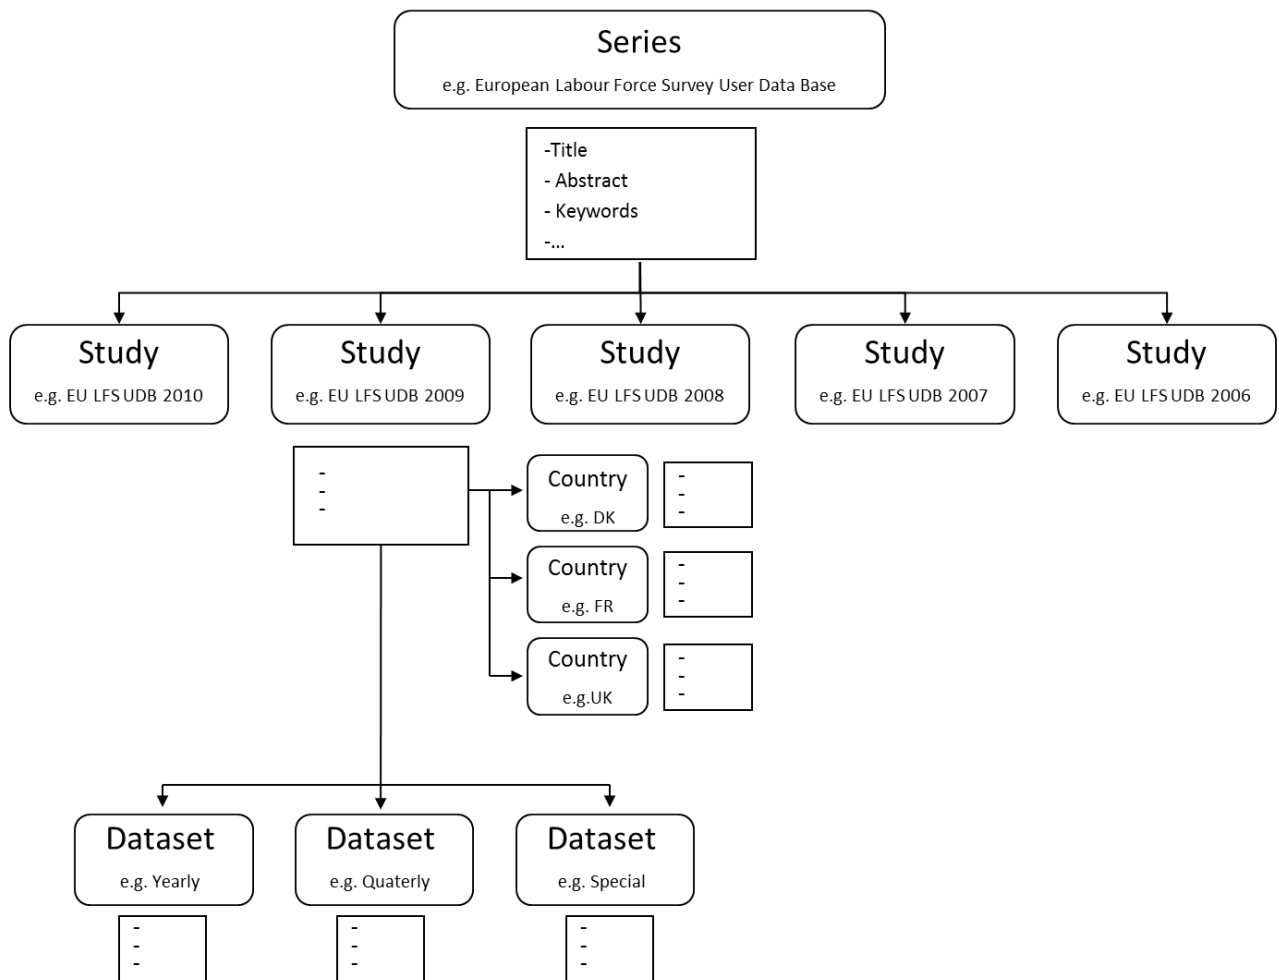 Series
e.g. European Labour Force Survey User Data Base
-Title
- Abstract
- Keywords
-...
Study
e.g. EU LFS UDB 2010
Study
e.g. EU LFS UDB 2009
Study
e.g. EU LFS UDB 2008
Study
e.g. EU LFS UDB 2007
Study
e.g. EU LFS UDB 2006
-
-
-
Country
e.g. DK
-
-
-
Country
e.g. FR
-
-
-
Country
e.g.UK
-
-
-
Dataset
e.g. Yearly
Dataset
e.g. Quaterly
Dataset
e.g. Special
-
-
-
-
-
-
-
-
-